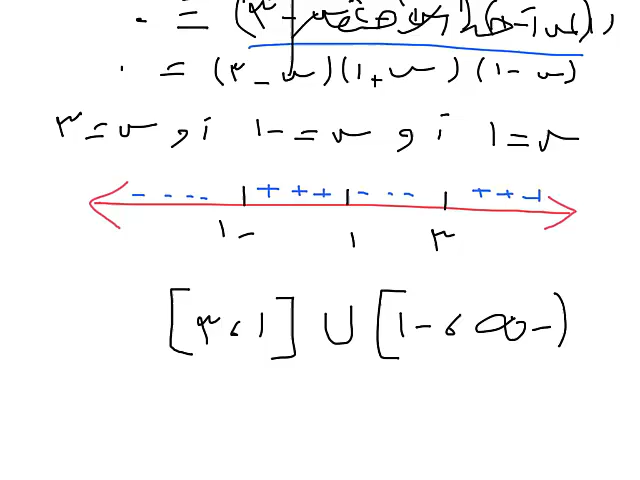 (س - ١) (س + ١) (س - ٣) = ٠
س = ١ أو س = -١ أو س = ٣
- - - - + + + - - - + + +
-١ ١ ٣
(-∞ ، -١] ∪ [١ ، ٣]